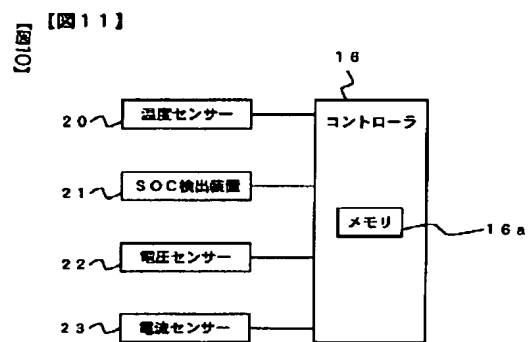 【図11】
【図10】
16
20 温度センサー
コントローラ
21 SOC検出装置
メモリ
16a
22 電圧センサー
23 電流センサー